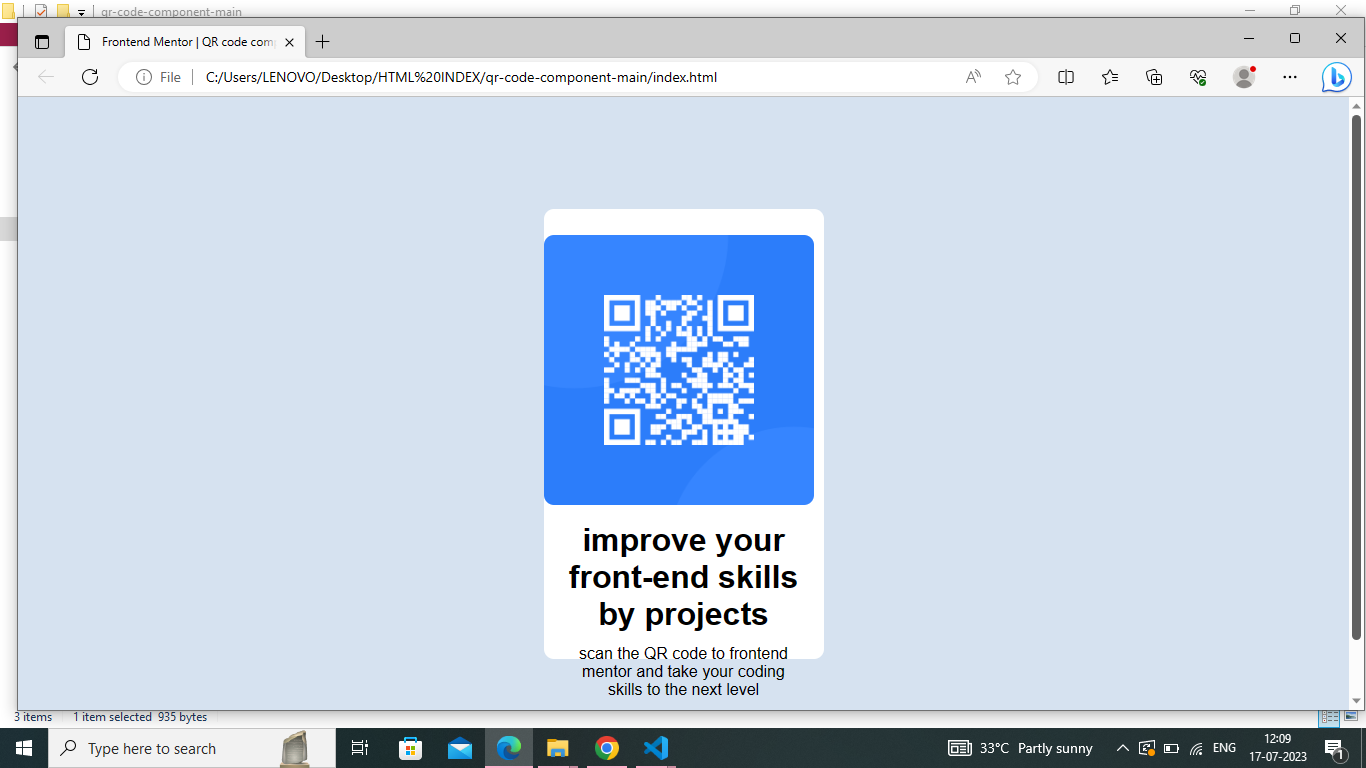 qr-code-component-main
Frontend Mentor | QR code com
File
C:/Users/LENOVO/Desktop/HTML%20INDEX/qr-code-component-main/index.html
improve your
front-end skills
by projects
scan the QR code to frontend
mentor and take your coding
skills to the next level
3 items 1 item selected 935 bytes
Type here to search
33°C Partly sunny
ENG
12:09
17-07-2023
1